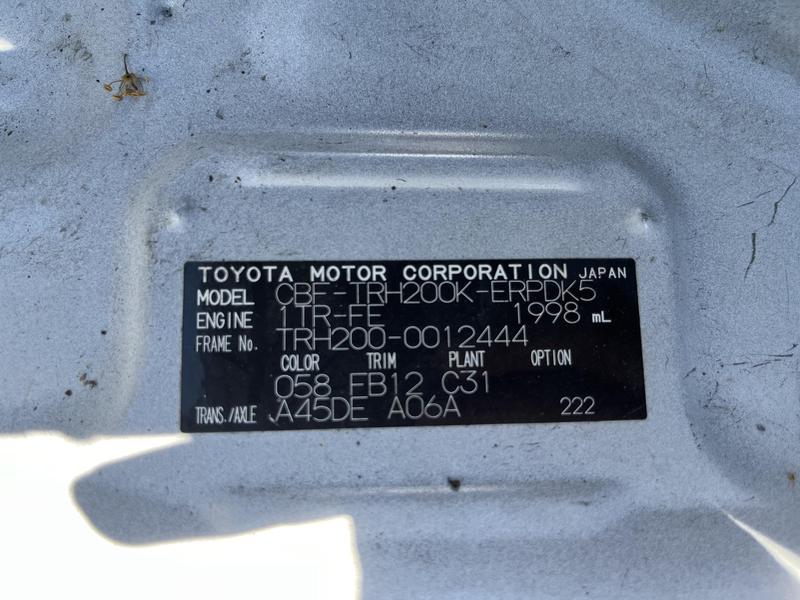 TOYOTA MOTOR CORPORATION JAPAN
MODEL CBF-TRH200K-ERPDK5
ENGINE 1TR-FE 1998 mL
FRAME No. TRH200-0012444
COLOR TRIM PLANT OPTION
058 FB12 C31
TRANS./AXLE A45DE A06A 222